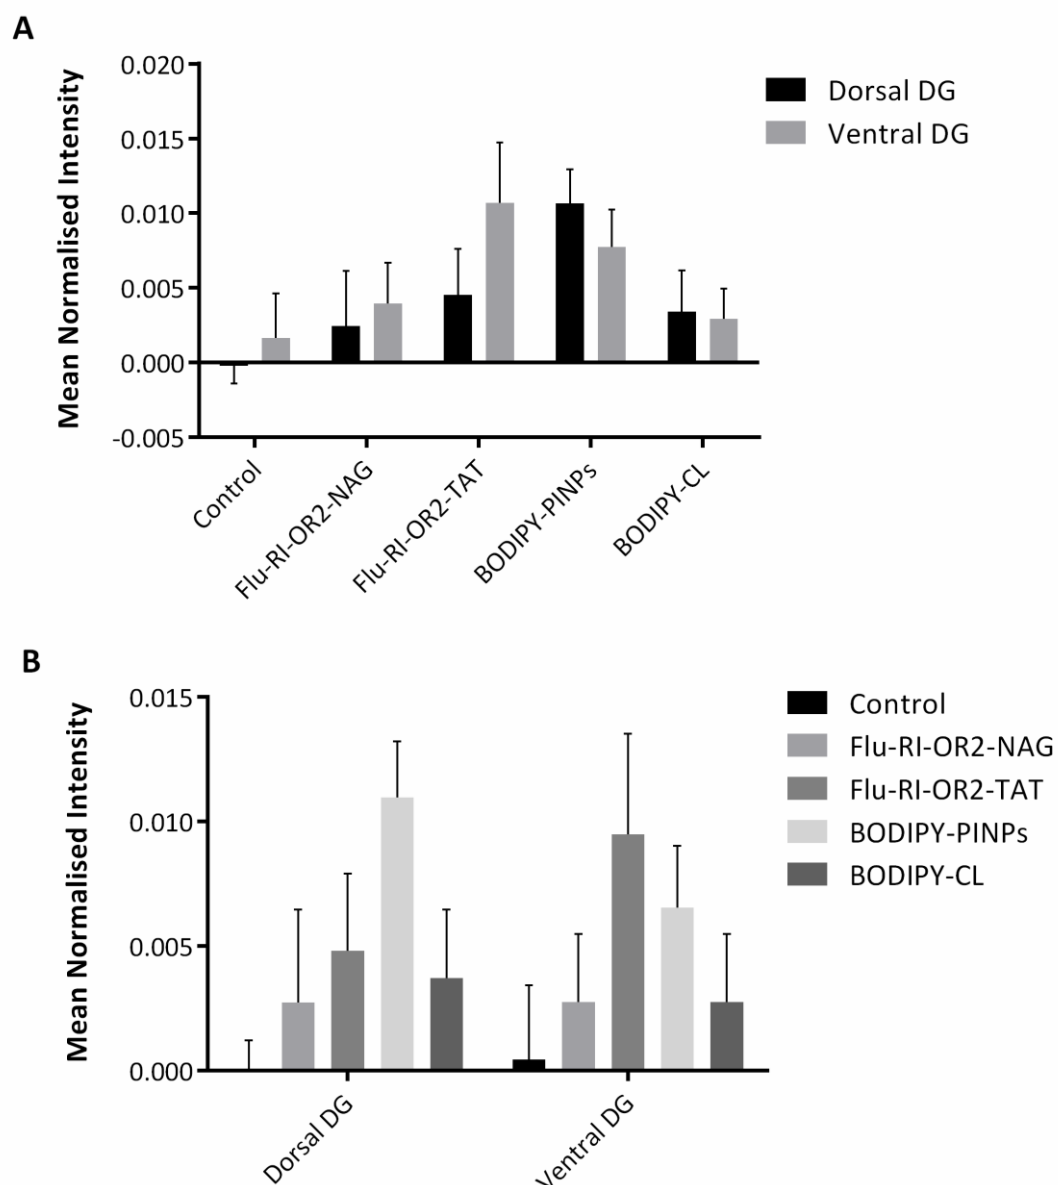 A
Mean Normalised Intensity
0.020
0.015
0.010
0.005
0.000
-0.005
Dorsal DG
Ventral DG
Control
Flu-RI-OR2-NAG
Flu-RI-OR2-TAT
BODIPY-PINPs
BODIPY-CL
B
Mean Normalised Intensity
0.015
0.010
0.005
0.000
Control
Flu-RI-OR2-NAG
Flu-RI-OR2-TAT
BODIPY-PINPs
BODIPY-CL
Dorsal DG
Ventral DG